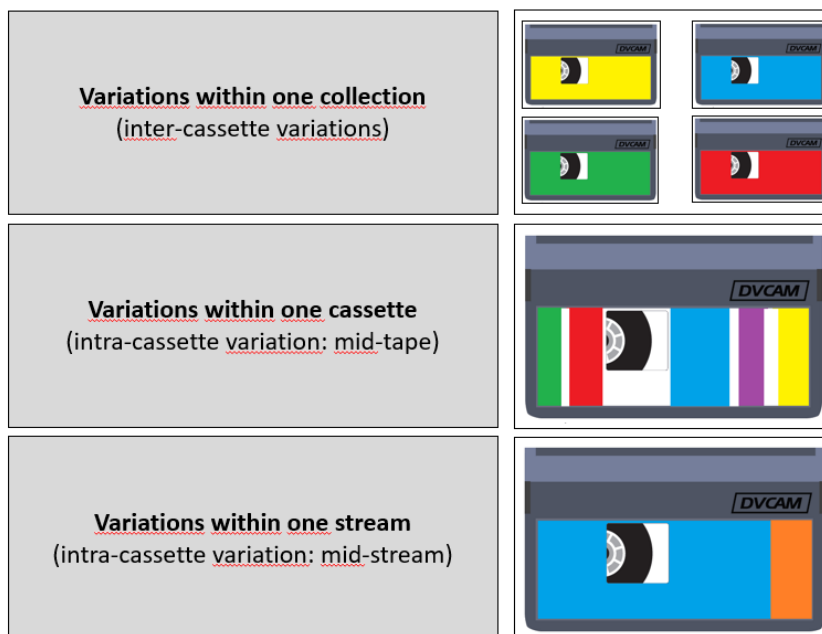 Variations within one collection
(inter-cassette variations)
DVCAM
DVCAM
DVCAM
DVCAM
Variations within one cassette
(intra-cassette variation: mid-tape)
DVCAM
Variations within one stream
(intra-cassette variation: mid-stream)
DVCAM